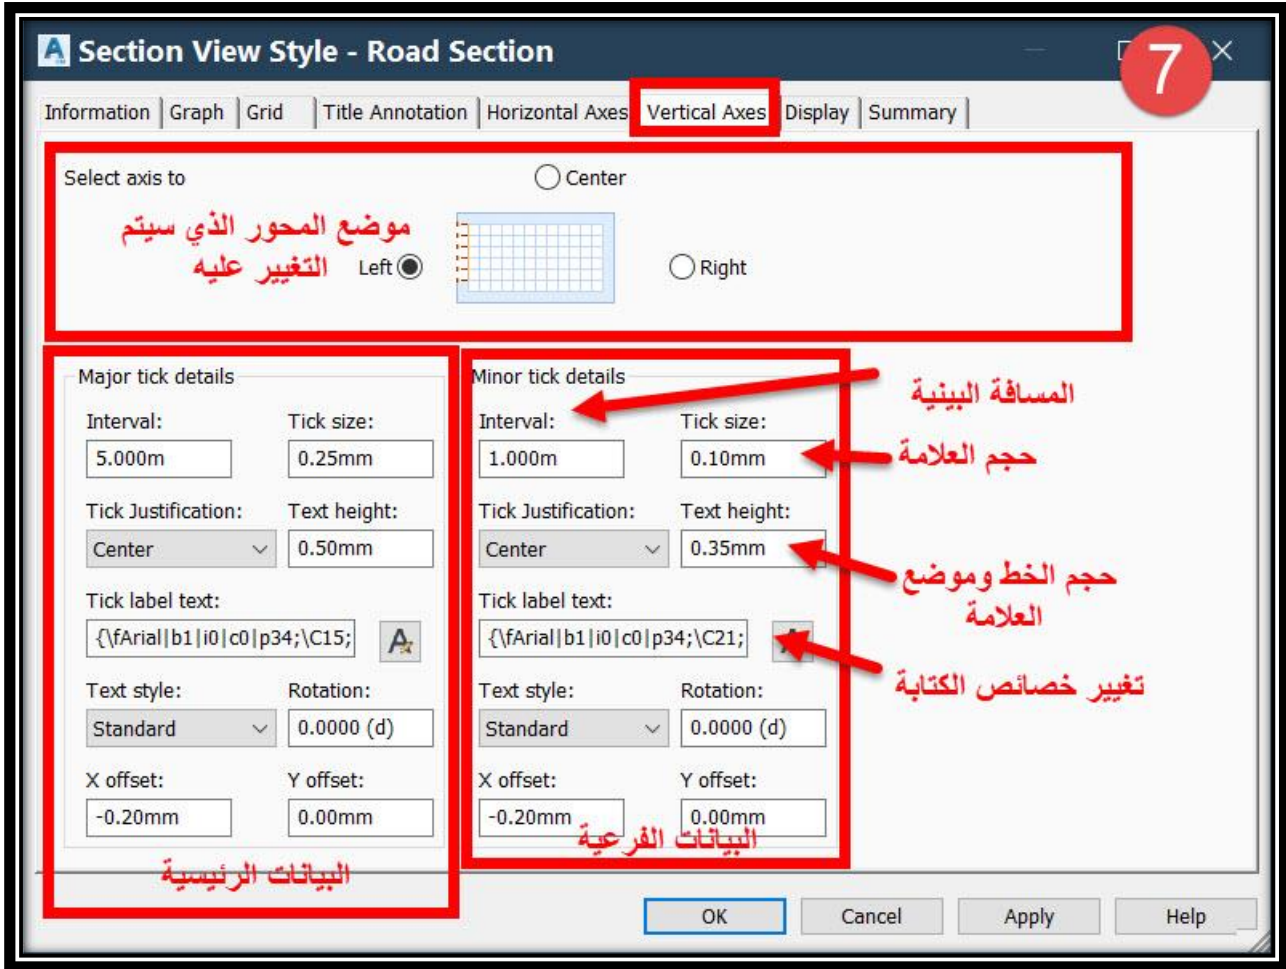 Section View Style - Road Section
7
Information Graph Grid Title Annotation Horizontal Axes Vertical Axes Display Summary
Select axis to
Center
موضع المحور الذي سيتم
التغيير عليه
Left
Right
Major tick details
Interval: Tick size:
5.000m 0.25mm
Tick Justification: Text height:
Center 0.50mm
Tick label text:
{\fArial|b1|i0|c0|p34;\C15;
Text style: Rotation:
Standard 0.0000 (d)
X offset: Y offset:
-0.20mm 0.00mm
البيانات الرئيسية
Minor tick details
Interval: Tick size:
1.000m 0.10mm
Tick Justification: Text height:
Center 0.35mm
Tick label text:
{\fArial|b1|i0|c0|p34;\C21;
Text style: Rotation:
Standard 0.0000 (d)
X offset: Y offset:
-0.20mm 0.00mm
البيانات الفرعية
المسافة البينية
حجم العلامة
حجم الخط وموضع
العلامة
تغيير خصائص الكتابة
OK Cancel Apply Help